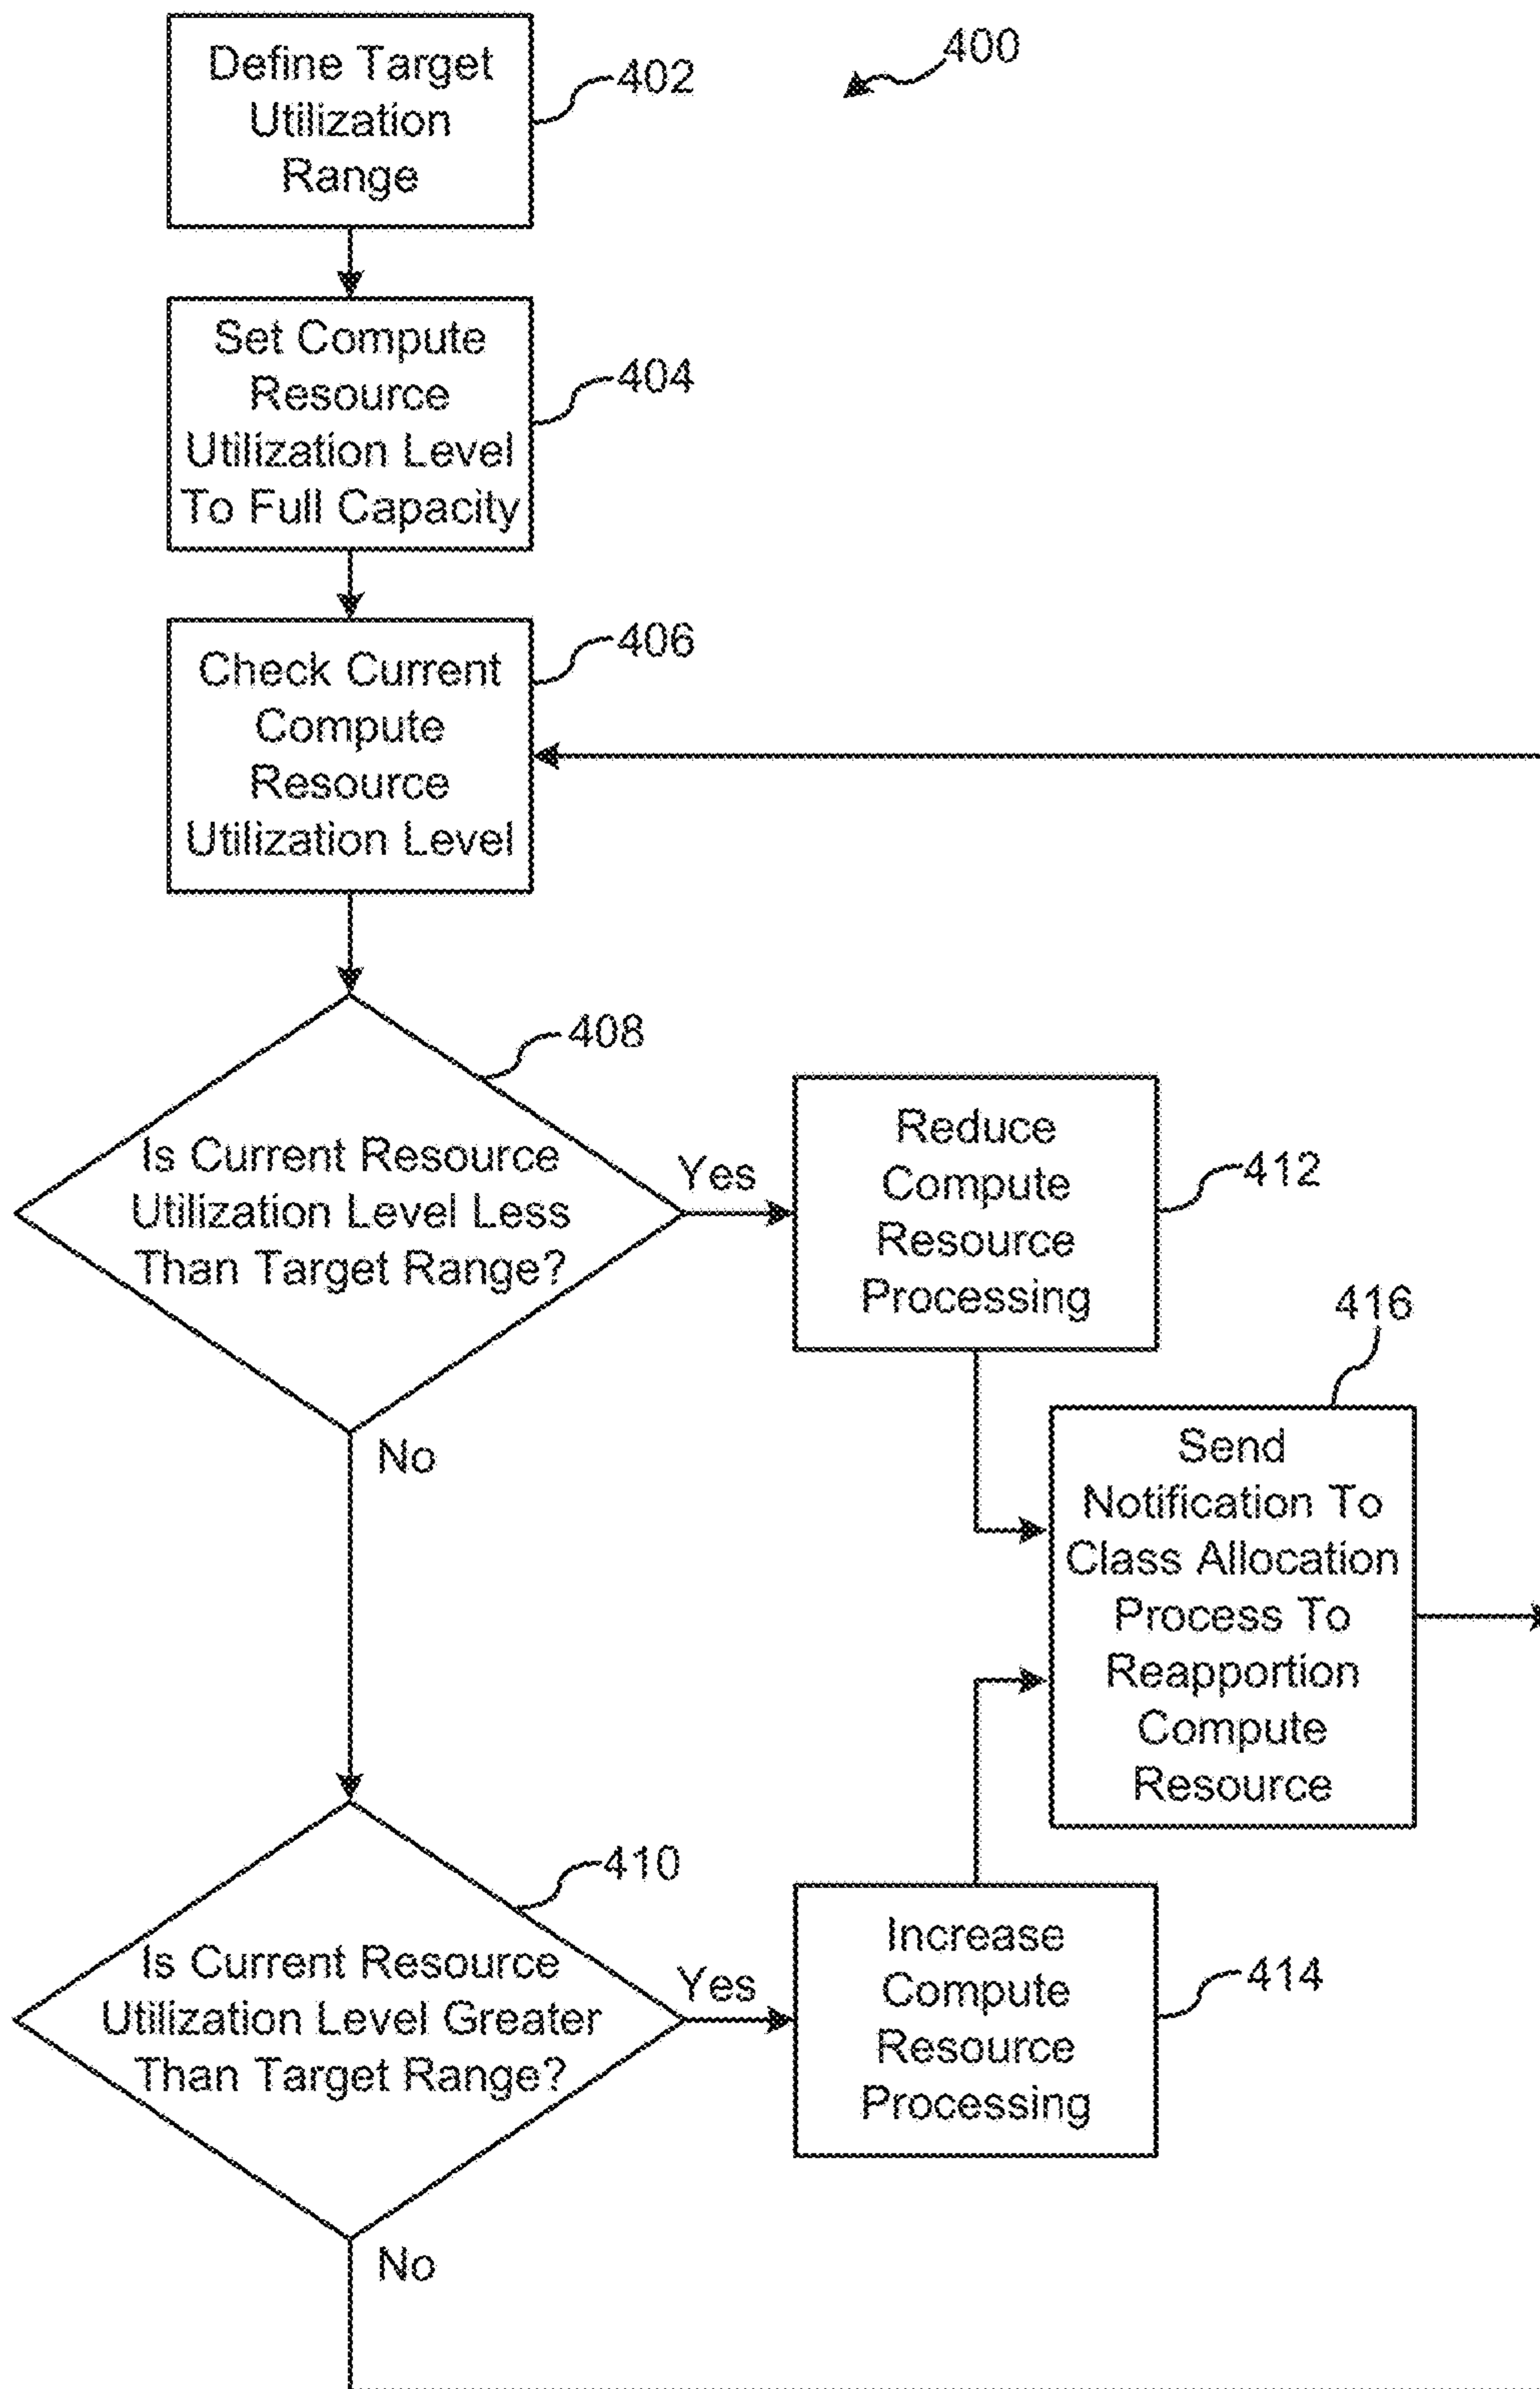 400
Define Target
Utilization
Range
402
Set Compute
Resource
Utilization Level
To Full Capacity
404
Check Current
Compute
Resource
Utilization Level
406
Is Current Resource
Utilization Level Less
Than Target Range?
408
Yes
No
Reduce
Compute
Resource
Processing
412
Send
Notification To
Class Allocation
Process To
Reapportion
Compute
Resource
416
Is Current Resource
Utilization Level Greater
Than Target Range?
410
Yes
No
Increase
Compute
Resource
Processing
414